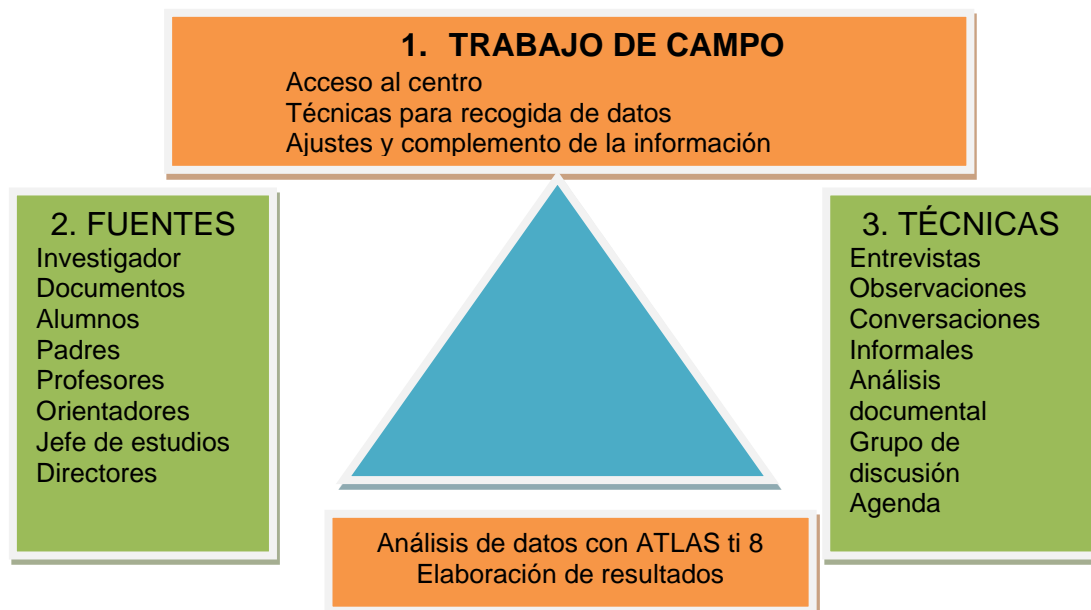 1. TRABAJO DE CAMPO
Acceso al centro
Técnicas para recogida de datos
Ajustes y complemento de la información
2. FUENTES
Investigador
Documentos
Alumnos
Padres
Profesores
Orientadores
Jefe de estudios
Directores
3. TÉCNICAS
Entrevistas
Observaciones
Conversaciones
Informales
Análisis
documental
Grupo de
discusión
Agenda
Análisis de datos con ATLAS ti 8
Elaboración de resultados